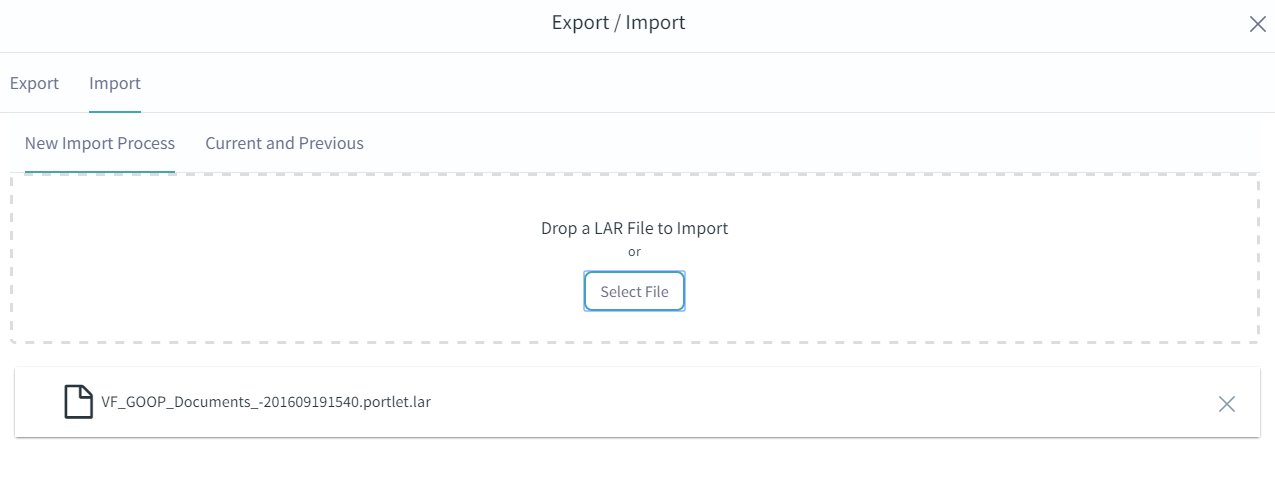 Export / Import
Export Import
New Import Process Current and Previous
Drop a LAR File to Import
or
Select File
VF_GOOP_Documents_-201609191540.portlet.lar